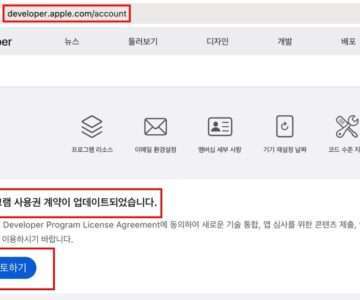 developer.apple.com/account
per
뉴스 둘러보기 디자인 개발 배포
프로그램 리소스 이메일 환경설정 멤버십 세부 사항 기기 재설정 날짜 코드 수준 지
그램 사용권 계약이 업데이트되었습니다.
Developer Program License Agreement에 동의하여 새로운 기술 통합, 앱 심사를 위한 콘텐츠 제출,
이용하시기 바랍니다.
토하기